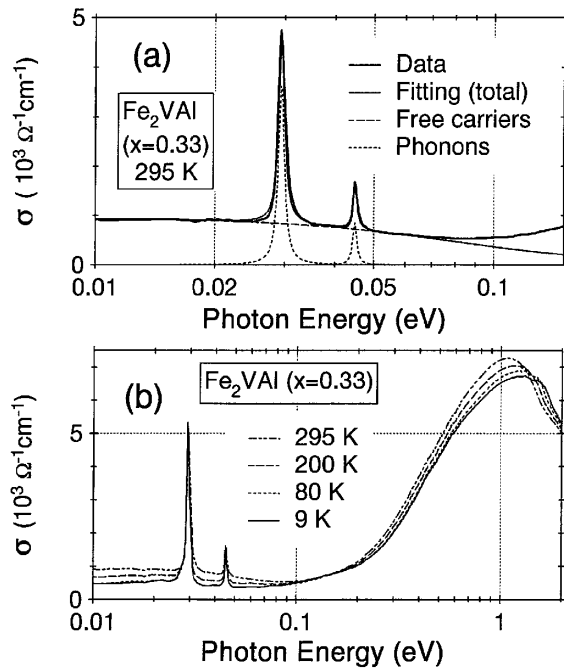 5
(a)
Data
Fitting (total)
Free carriers
Phonons
Fe₂VAl
(x=0.33)
295 K
σ ( 10³ Ω⁻¹cm⁻¹)
0
0.01
0.02
0.05
0.1
Photon Energy (eV)
(b)
Fe₂VAl (x=0.33)
295 K
200 K
80 K
9 K
5
σ (10³ Ω⁻¹cm⁻¹)
0
0.01
0.1
1
Photon Energy (eV)